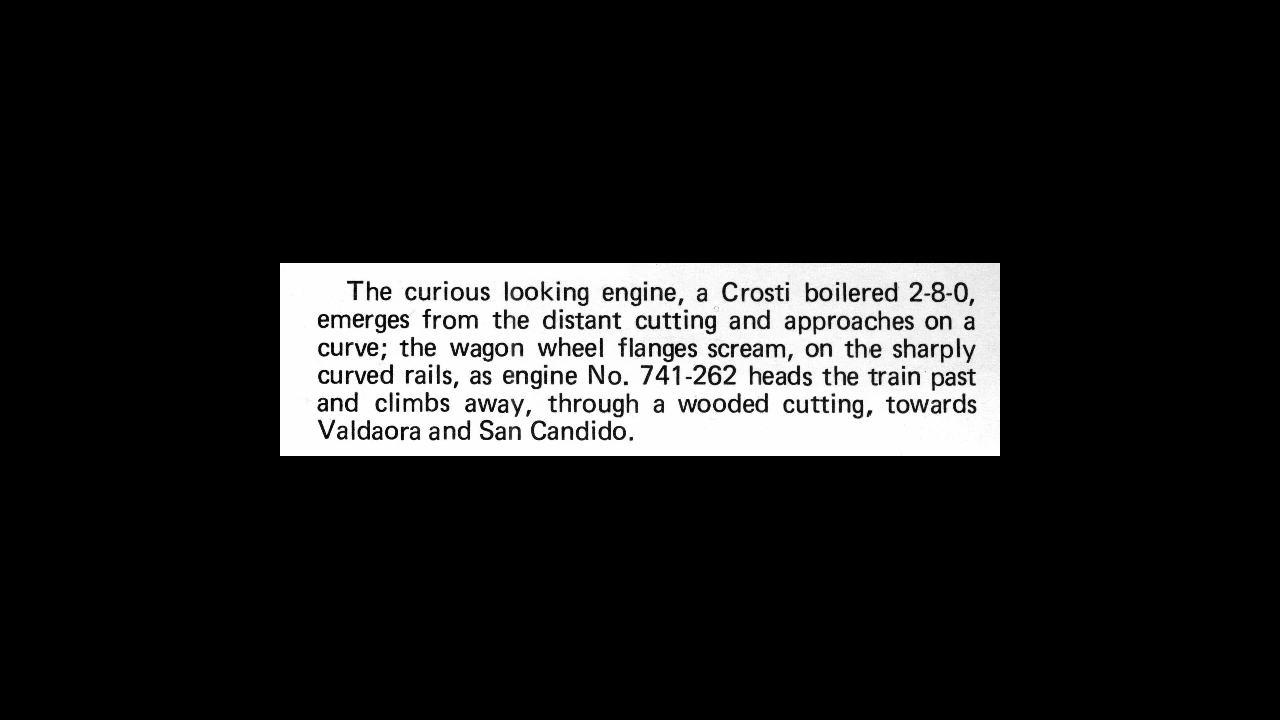 The curious looking engine, a Crosti boilered 2-8-0,
emerges from the distant cutting and approaches on a
curve; the wagon wheel flanges scream, on the sharply
curved rails, as engine No. 741-262 heads the train past
and climbs away, through a wooded cutting, towards
Valdaora and San Candido.